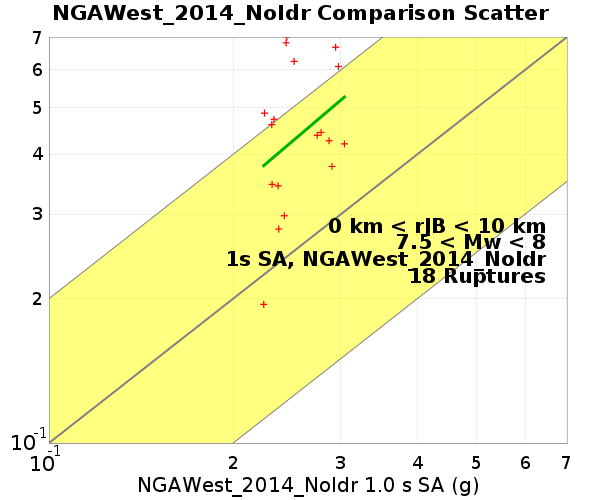 NGAWest_2014_NoIdr Comparison Scatter
7
6
5
4
3
2
10-1
0 km < rJB < 10 km
7.5 < Mw < 8
1s SA, NGAWest_2014_NoIdr
18 Ruptures
10-1 2 3 4 5 6 7
NGAWest_2014_NoIdr 1.0 s SA (g)